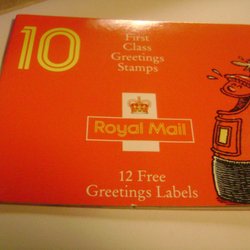 10
First
Class
Greetings
Stamps
Royal Mail
12 Free
Greetings Labels